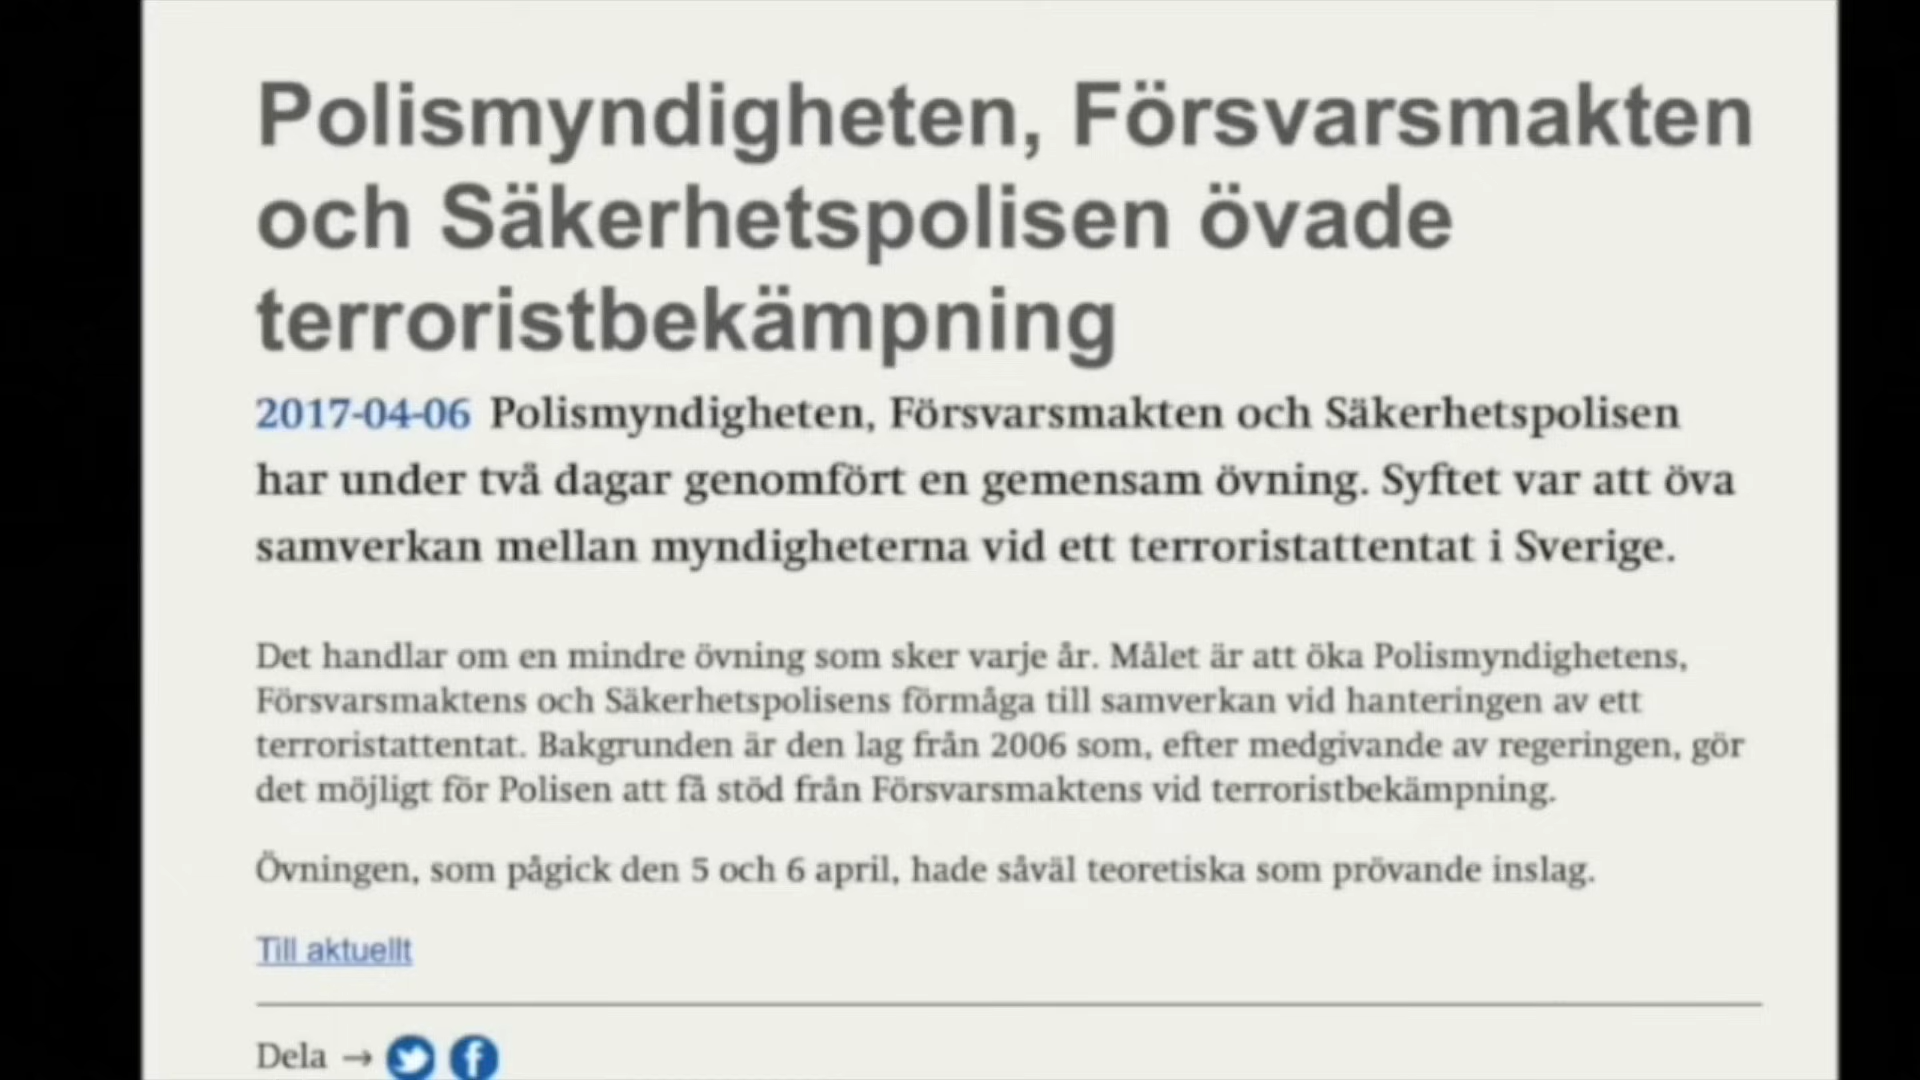 Polismyndigheten, Försvarsmakten
och Säkerhetspolisen övade
terroristbekämpning
2017-04-06 Polismyndigheten, Försvarsmakten och Säkerhetspolisen
har under två dagar genomfört en gemensam övning. Syftet var att öva
samverkan mellan myndigheterna vid ett terroristattentat i Sverige.
Det handlar om en mindre övning som sker varje år. Målet är att öka Polismyndighetens,
Försvarsmaktens och Säkerhetspolisens förmåga till samverkan vid hanteringen av ett
terroristattentat. Bakgrunden är den lag från 2006 som, efter medgivande av regeringen, gör
det möjligt för Polisen att få stöd från Försvarsmaktens vid terroristbekämpning.
Övningen, som pågick den 5 och 6 april, hade såväl teoretiska som prövande inslag.
Till aktuellt
Dela →